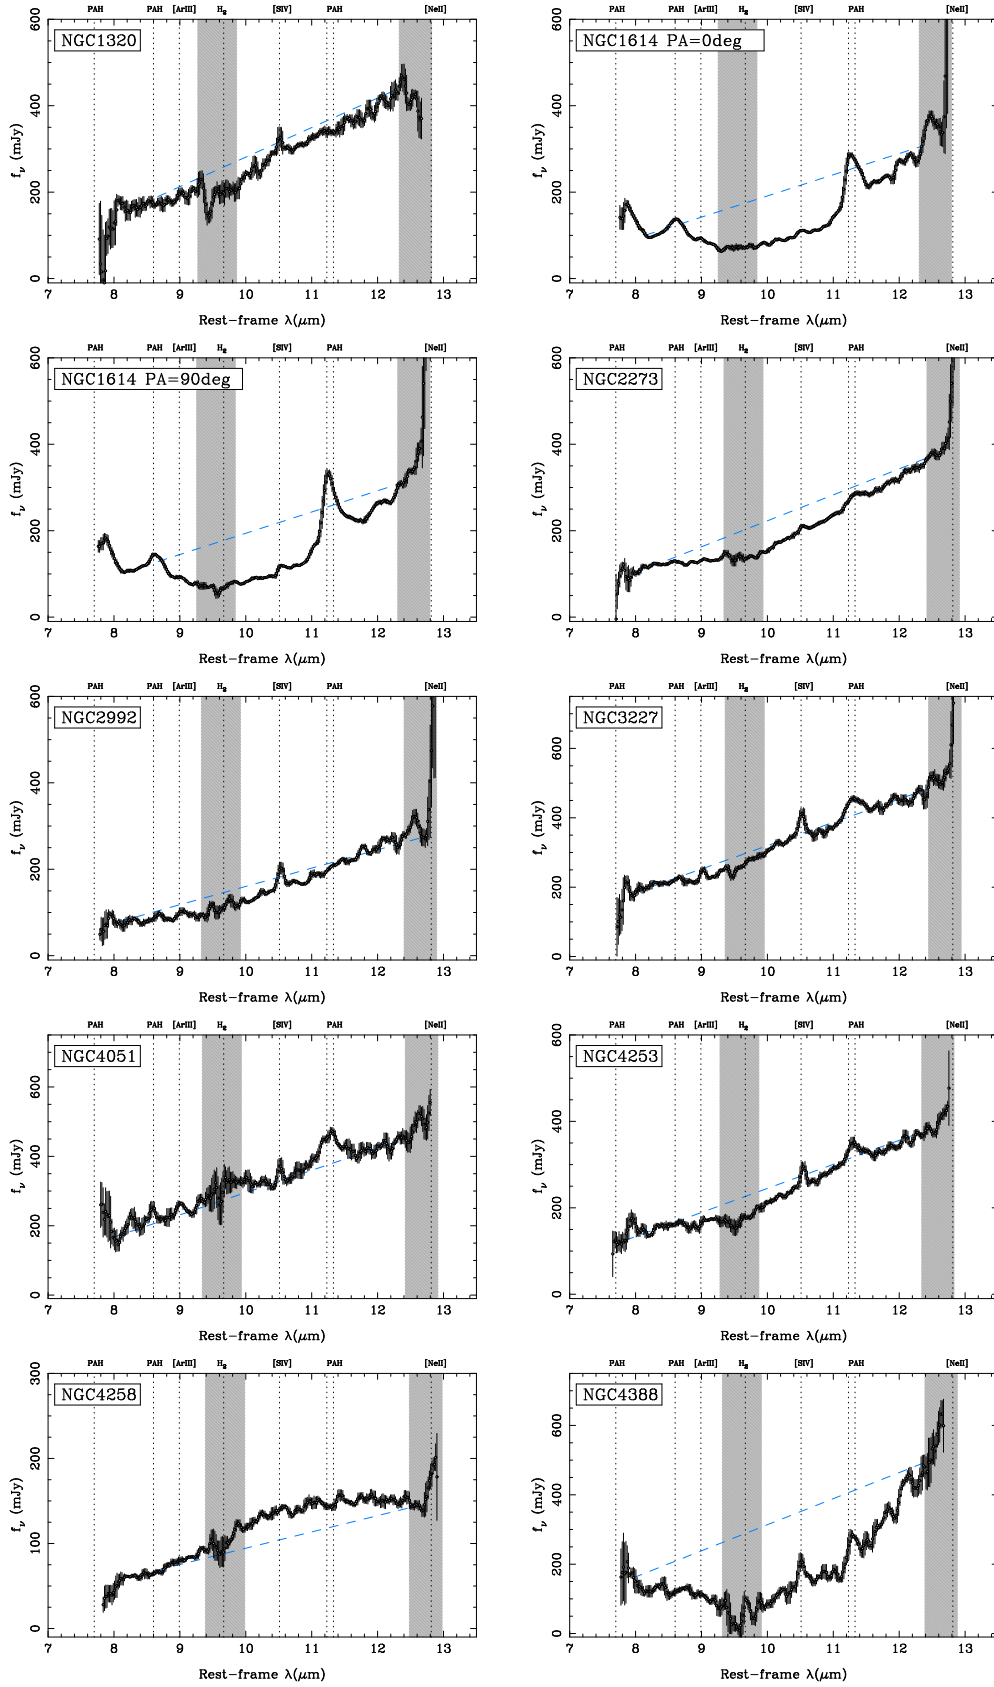 PAH PAH [ArIII] H2 [SIV] PAH [NeII]
NGC1320
600
400
200
0
fν (mJy)
7 8 9 10 11 12 13
Rest-frame λ(μm)
PAH PAH [ArIII] H2 [SIV] PAH [NeII]
NGC1614 PA=0deg
600
400
200
0
fν (mJy)
7 8 9 10 11 12 13
Rest-frame λ(μm)
PAH PAH [ArIII] H2 [SIV] PAH [NeII]
NGC1614 PA=90deg
600
400
200
0
fν (mJy)
7 8 9 10 11 12 13
Rest-frame λ(μm)
PAH PAH [ArIII] H2 [SIV] PAH [NeII]
NGC2273
600
400
200
0
fν (mJy)
7 8 9 10 11 12 13
Rest-frame λ(μm)
PAH PAH [ArIII] H2 [SIV] PAH [NeII]
NGC2992
600
400
200
0
fν (mJy)
7 8 9 10 11 12 13
Rest-frame λ(μm)
PAH PAH [ArIII] H2 [SIV] PAH [NeII]
NGC3227
600
400
200
0
fν (mJy)
7 8 9 10 11 12 13
Rest-frame λ(μm)
PAH PAH [ArIII] H2 [SIV] PAH [NeII]
NGC4051
600
400
200
0
fν (mJy)
7 8 9 10 11 12 13
Rest-frame λ(μm)
PAH PAH [ArIII] H2 [SIV] PAH [NeII]
NGC4253
600
400
200
0
fν (mJy)
7 8 9 10 11 12 13
Rest-frame λ(μm)
PAH PAH [ArIII] H2 [SIV] PAH [NeII]
NGC4258
300
200
100
0
fν (mJy)
7 8 9 10 11 12 13
Rest-frame λ(μm)
PAH PAH [ArIII] H2 [SIV] PAH [NeII]
NGC4388
600
400
200
0
fν (mJy)
7 8 9 10 11 12 13
Rest-frame λ(μm)